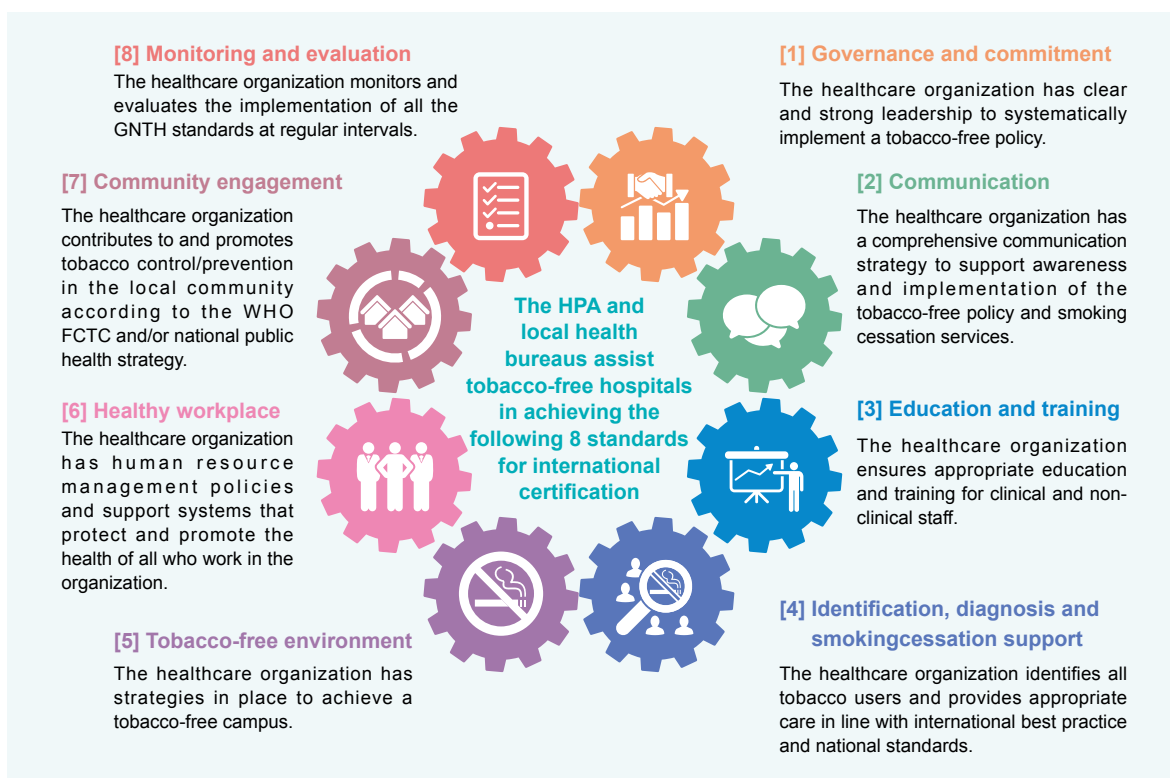 [8] Monitoring and evaluation
The healthcare organization monitors and
evaluates the implementation of all the
GNTH standards at regular intervals.
[1] Governance and commitment
The healthcare organization has clear
and strong leadership to systematically
implement a tobacco-free policy.
[7] Community engagement
The healthcare organization
contributes to and promotes
tobacco control/prevention
in the local community
according to the WHO
FCTC and/or national public
health strategy.
[2] Communication
The healthcare organization has
a comprehensive communication
strategy to support awareness
and implementation of the
tobacco-free policy and smoking
cessation services.
The HPA and
local health
bureaus assist
tobacco-free hospitals
in achieving the
following 8 standards
for international
certification
[6] Healthy workplace
The healthcare organization
has human resource
management policies
and support systems that
protect and promote the
health of all who work in the
organization.
[3] Education and training
The healthcare organization
ensures appropriate education
and training for clinical and non-
clinical staff.
[5] Tobacco-free environment
The healthcare organization has
strategies in place to achieve a
tobacco-free campus.
[4] Identification, diagnosis and
smokingcessation support
The healthcare organization identifies all
tobacco users and provides appropriate
care in line with international best practice
and national standards.